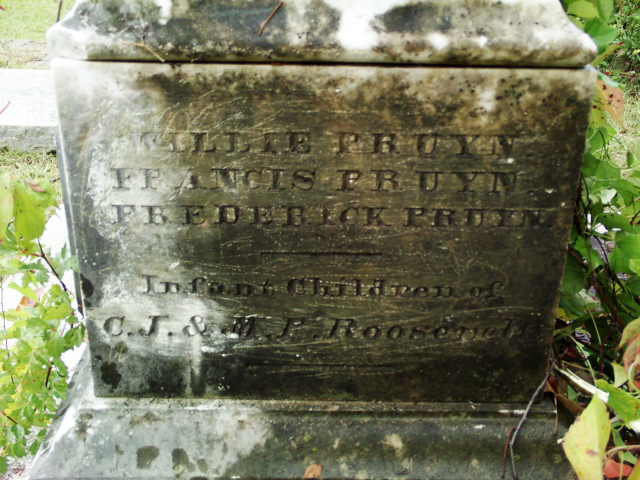 WILLIE PRUYN
FRANCIS PRUYN
FREDERICK PRUYN
Infant Children of
C. J. & M. P. Roosevelt